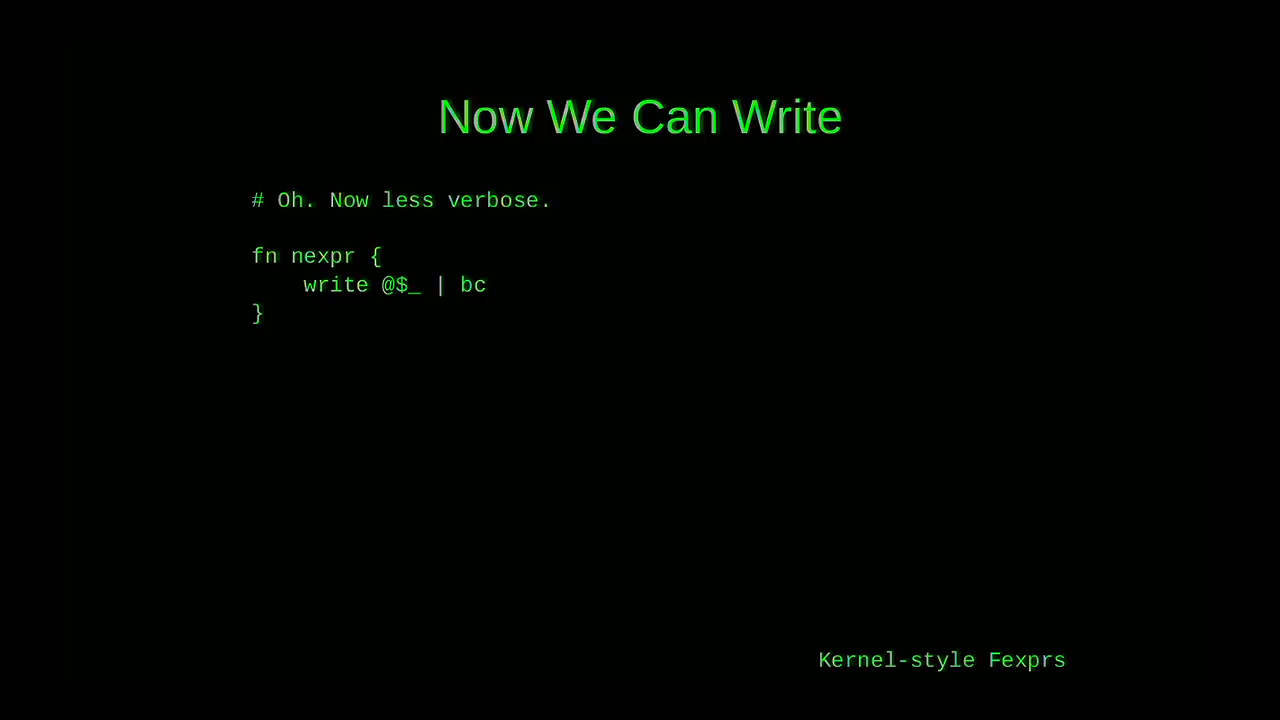 Now We Can Write
# Oh. Now less verbose.
fn nexpr {
    write @$_ | bc
}
Kernel-style Fexprs